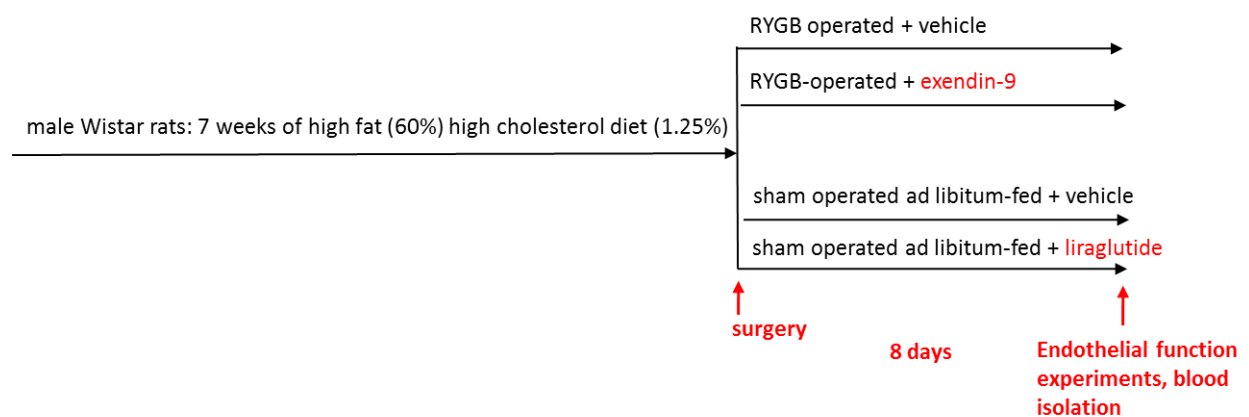 RYGB operated + vehicle
RYGB-operated + exendin-9
male Wistar rats: 7 weeks of high fat (60%) high cholesterol diet (1.25%)
sham operated ad libitum-fed + vehicle
sham operated ad libitum-fed + liraglutide
surgery
8 days
Endothelial function
experiments, blood
isolation